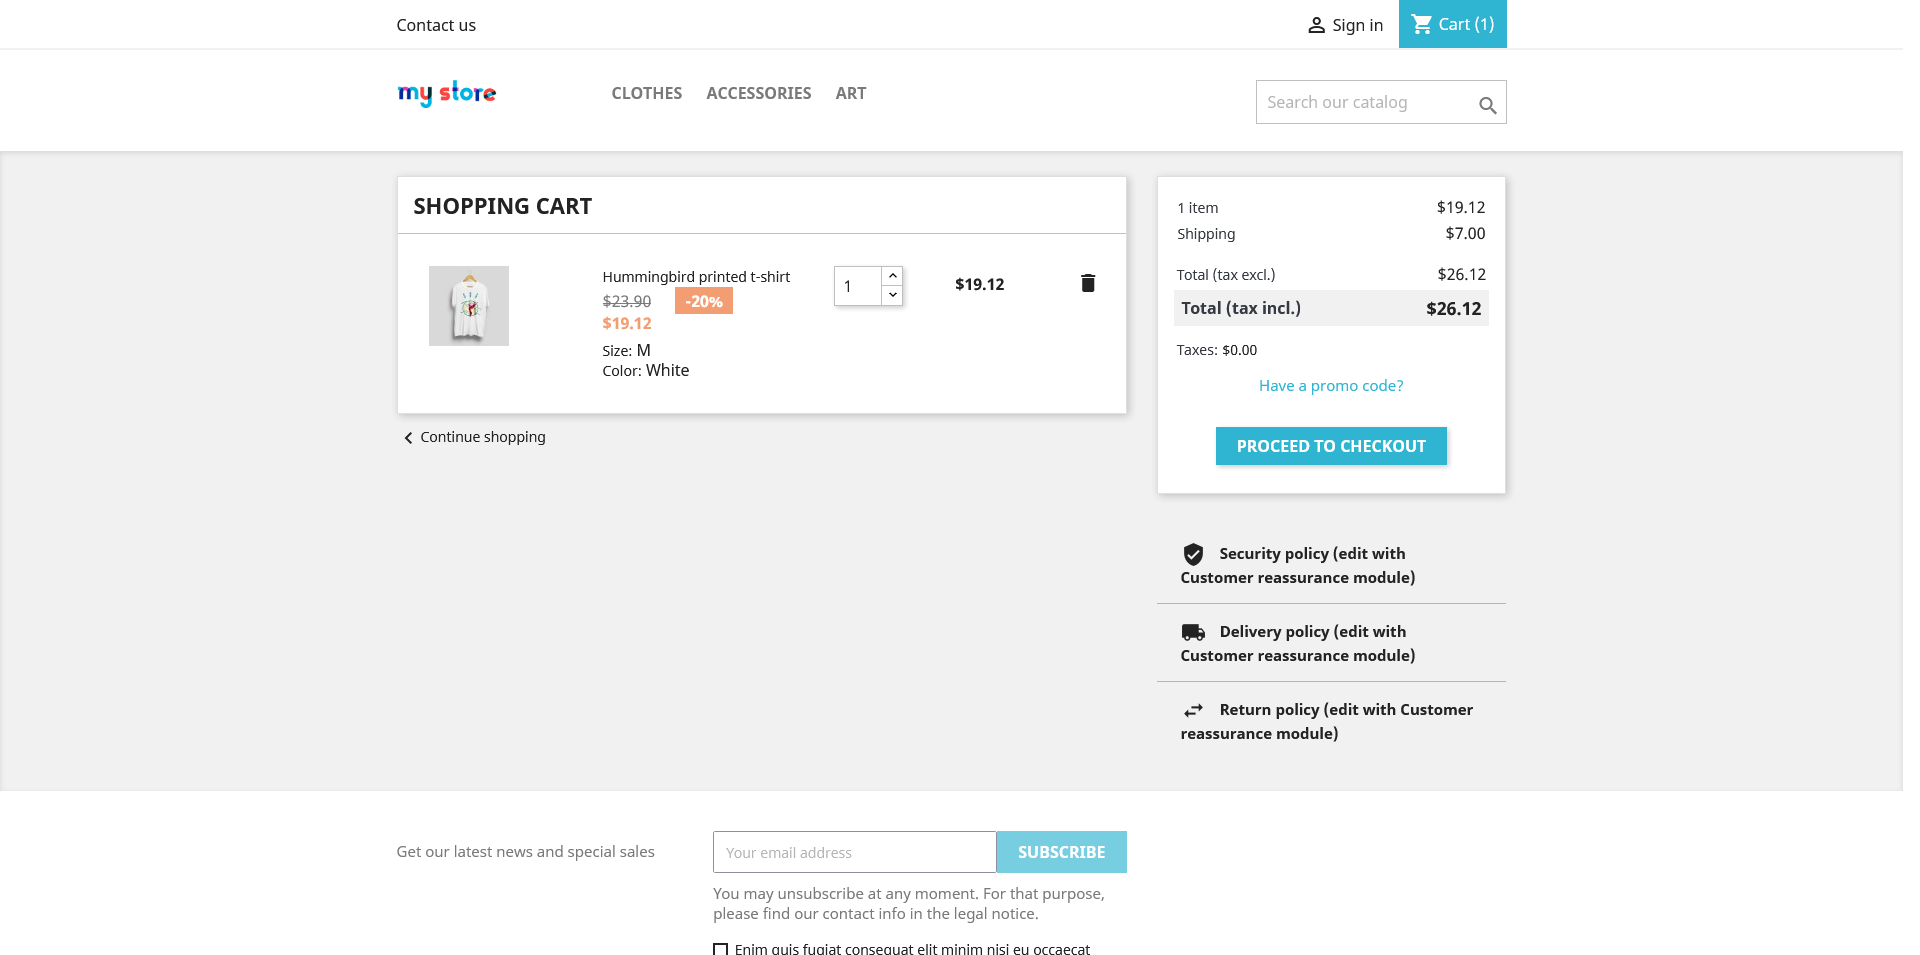 Contact us
Sign in
Cart (1)
my store
CLOTHES
ACCESSORIES
ART
Search our catalog
SHOPPING CART
Hummingbird printed t-shirt
$23.90 -20%
$19.12
Size: M
Color: White
1
$19.12
Continue shopping
1 item $19.12
Shipping $7.00
Total (tax excl.) $26.12
Total (tax incl.) $26.12
Taxes: $0.00
Have a promo code?
PROCEED TO CHECKOUT
Security policy (edit with
Customer reassurance module)
Delivery policy (edit with
Customer reassurance module)
Return policy (edit with Customer
reassurance module)
Get our latest news and special sales
Your email address
SUBSCRIBE
You may unsubscribe at any moment. For that purpose,
please find our contact info in the legal notice.
Enim quis fugiat consequat elit minim nisi eu occaecat